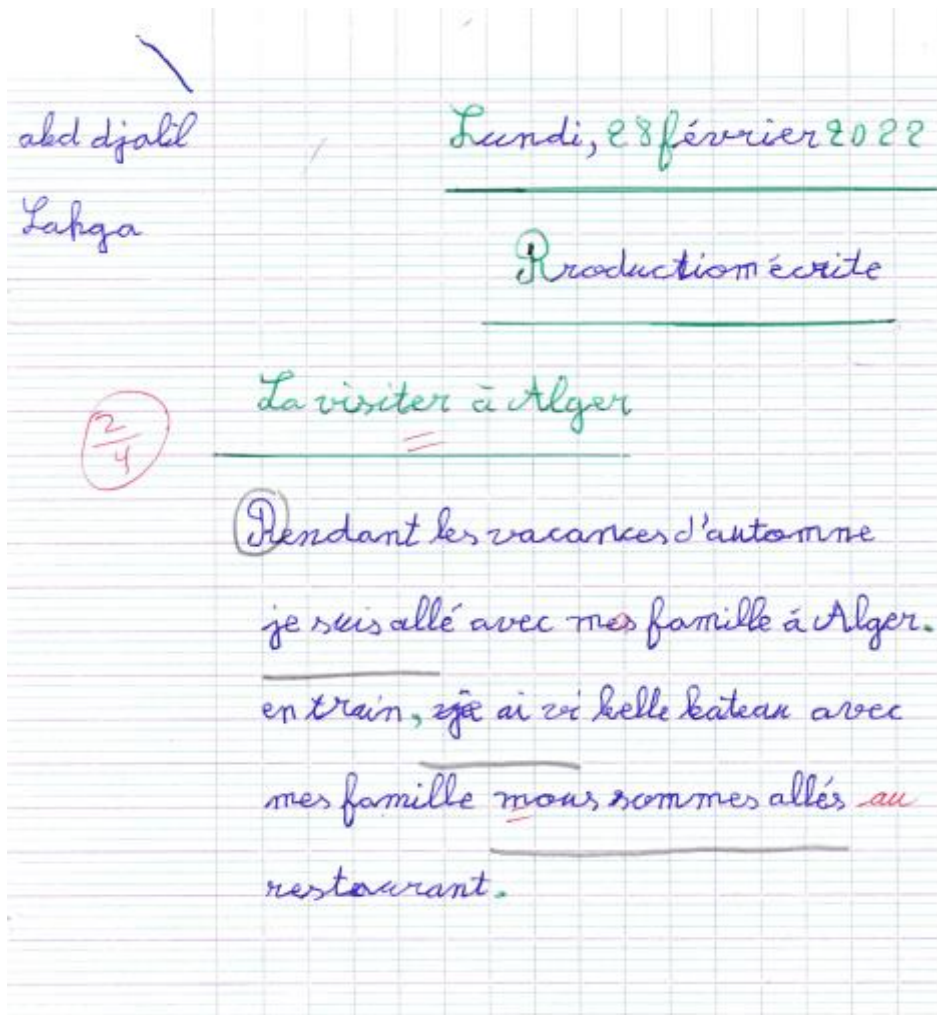 abd djalil
Lundi, 28 février 2022
Lahga
Production écrite
La visiter à Alger
2/4
Pendant les vacances d'automne
je suis allé avec mes famille à Alger.
en train, je ai vi belle bateau avec
mes famille mous sommes allés au
restaurant.